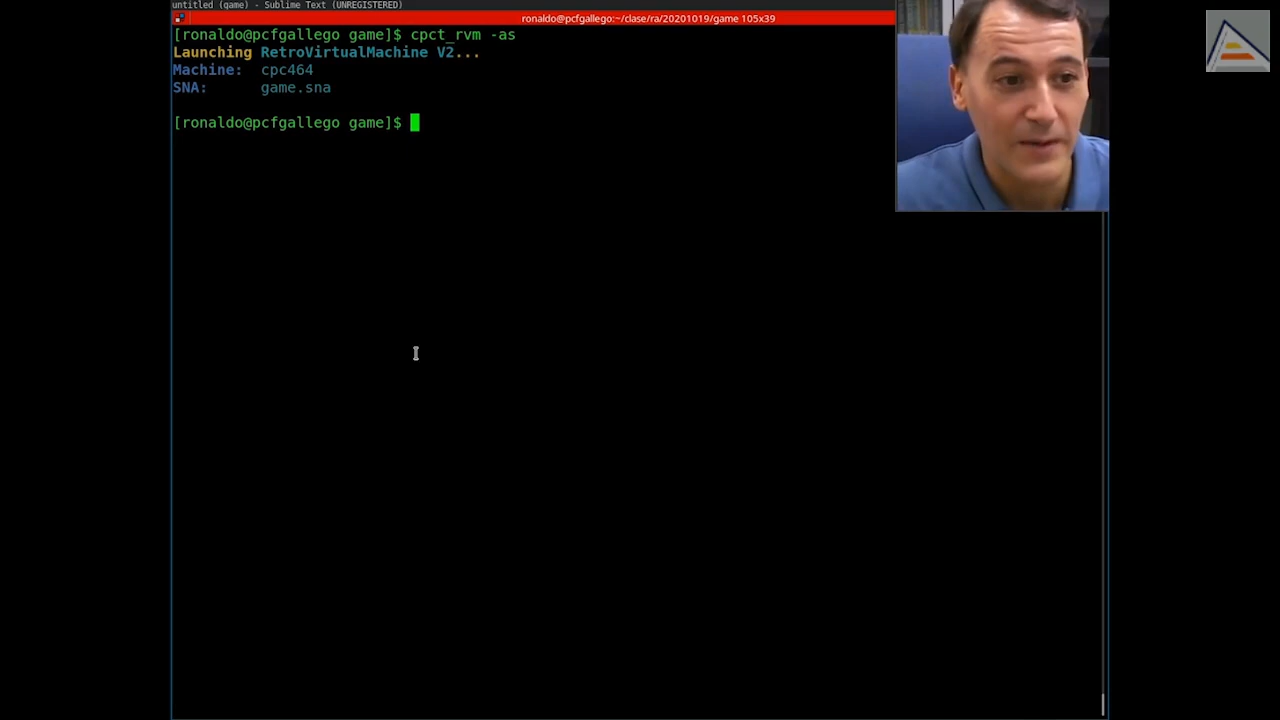 untitled (game) - Sublime Text (UNREGISTERED)
ronaldo@pcfgallego:~/clase/ra/20201019/game 105x39
[ronaldo@pcfgallego game]$ cpct_rvm -as
Launching RetroVirtualMachine V2...
Machine: cpc464
SNA: game.sna
[ronaldo@pcfgallego game]$